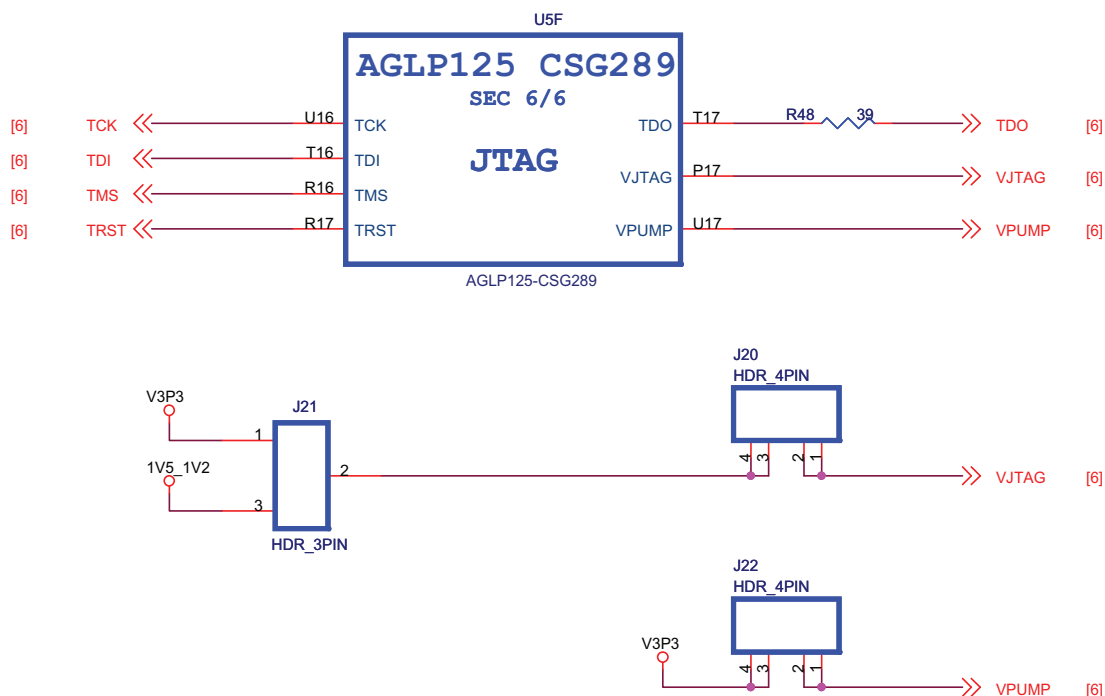 U5F
AGLP125 CSG289
SEC 6/6
JTAG
[6] TCK U16 TCK TDO T17 R48 39 TDO [6]
[6] TDI T16 TDI VJTAG P17 VJTAG [6]
[6] TMS R16 TMS
[6] TRST R17 TRST VPUMP U17 VPUMP [6]
AGLP125-CSG289
J20
HDR_4PIN
V3P3
J21
1
4 3 2 1
1V5_1V2
2
VJTAG [6]
3
HDR_3PIN
J22
HDR_4PIN
V3P3
4 3 2 1
VPUMP [6]